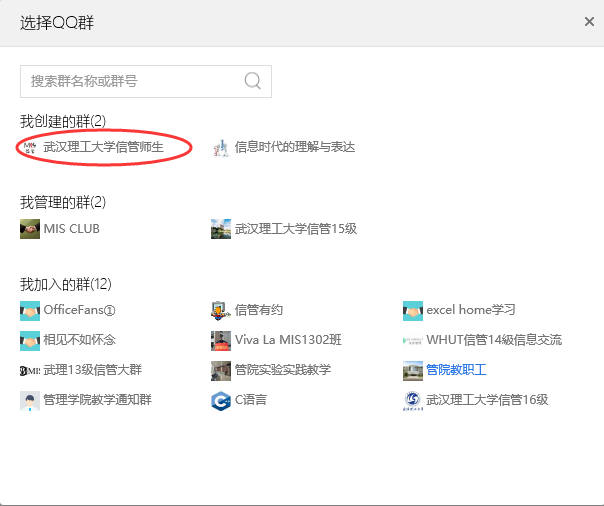 选择QQ群
搜索群名称或群号
我创建的群(2)
武汉理工大学信管师生 信息时代的理解与表达
我管理的群(2)
MIS CLUB 武汉理工大学信管15级
我加入的群(12)
OfficeFans① 信管有约 excel home学习
相见不如怀念 Viva La MIS1302班 WHUT信管14級信息交流
武理13级信管大群 管院实验实践教学 管院教职工
管理学院教学通知群 C语言 武汉理工大学信管16级